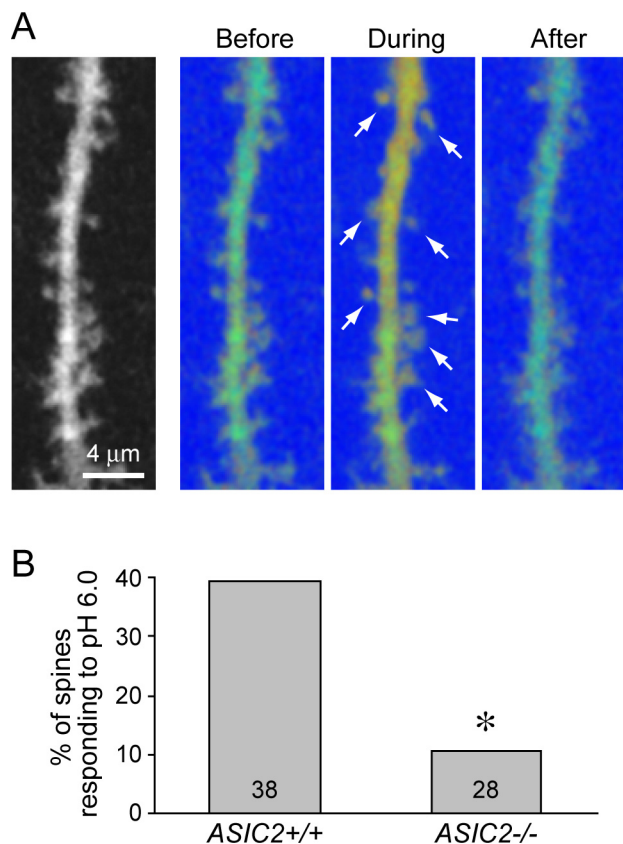 A
Before During After
4 μm
B
% of spines
responding to pH 6.0
40
30
20
10
0
38
28
*
ASIC2+/+ ASIC2-/-